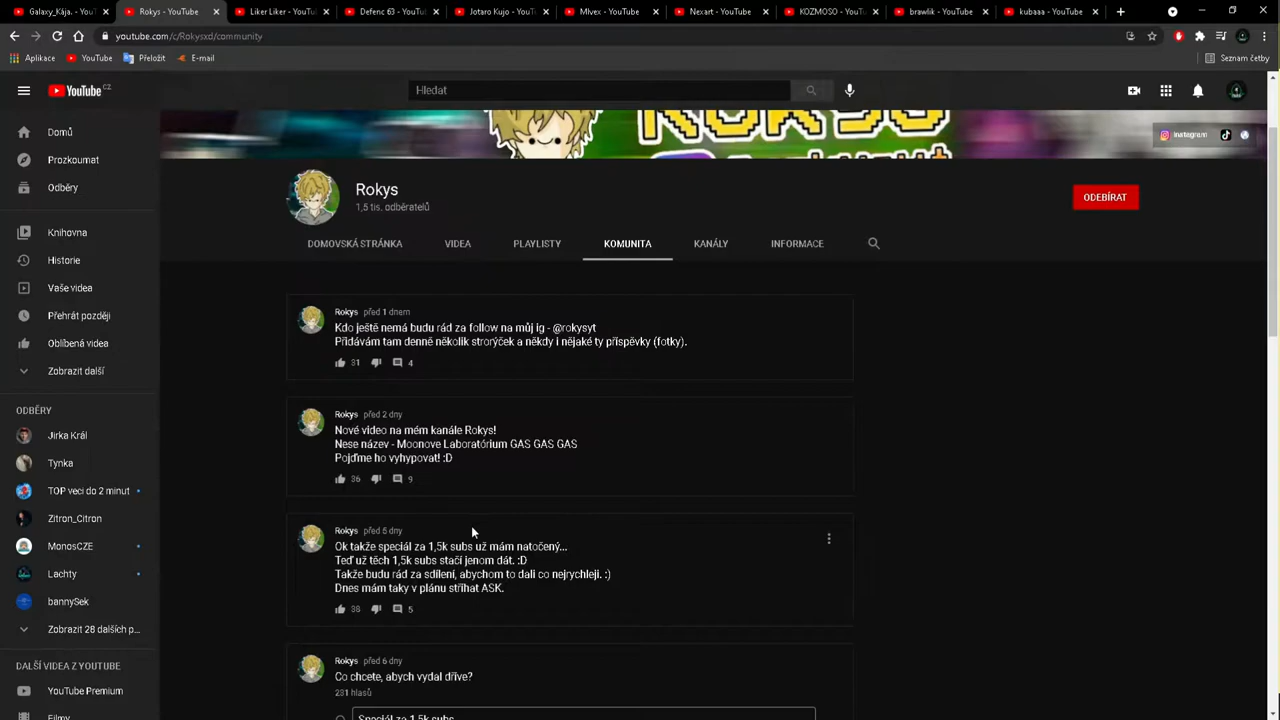 Galaxy_Kája. - YouT
Rokys - YouTube
Liker Liker - YouTub
Defenc 63 - YouTub
Jotaro Kujo - YouTu
Mlvex - YouTube
Nexart - YouTube
KOZMOSO - YouTu
brawlik - YouTube
kubaaa - YouTube
youtube.com/c/Rokysxd/community
Aplikace
YouTube
Přeložit
E-mail
Seznam četby
YouTube CZ
Hledat
Domů
Prozkoumat
Odběry
Knihovna
Historie
Vaše videa
Přehrát později
Oblíbená videa
Zobrazit další
ODBĚRY
Jirka Král
Tynka
TOP veci do 2 minut
Zitron_Citron
MonosCZE
Lachty
bannySek
Zobrazit 28 dalších p...
DALŠÍ VIDEA Z YOUTUBE
YouTube Premium
Filmy
Instagram
Rokys
1,5 tis. odběratelů
ODEBÍRAT
DOMOVSKÁ STRÁNKA
VIDEA
PLAYLISTY
KOMUNITA
KANÁLY
INFORMACE
Rokys před 1 dnem
Kdo ještě nemá budu rád za follow na můj ig - @rokysyt
Přidávám tam denně několik strorýček a někdy i nějaké ty příspěvky (fotky).
31
4
Rokys před 2 dny
Nové video na mém kanále Rokys!
Nese název - Moonove Laboratórium GAS GAS GAS
Pojďme ho vyhypovat! :D
36
9
Rokys před 5 dny
Ok takže speciál za 1,5k subs už mám natočený...
Teď už těch 1,5k subs stačí jenom dát. :D
Takže budu rád za sdílení, abychom to dali co nejrychleji. :)
Dnes mám taky v plánu stříhat ASK.
38
5
Rokys před 6 dny
Co chcete, abych vydal dříve?
231 hlasů
Speciál za 1,5k subs